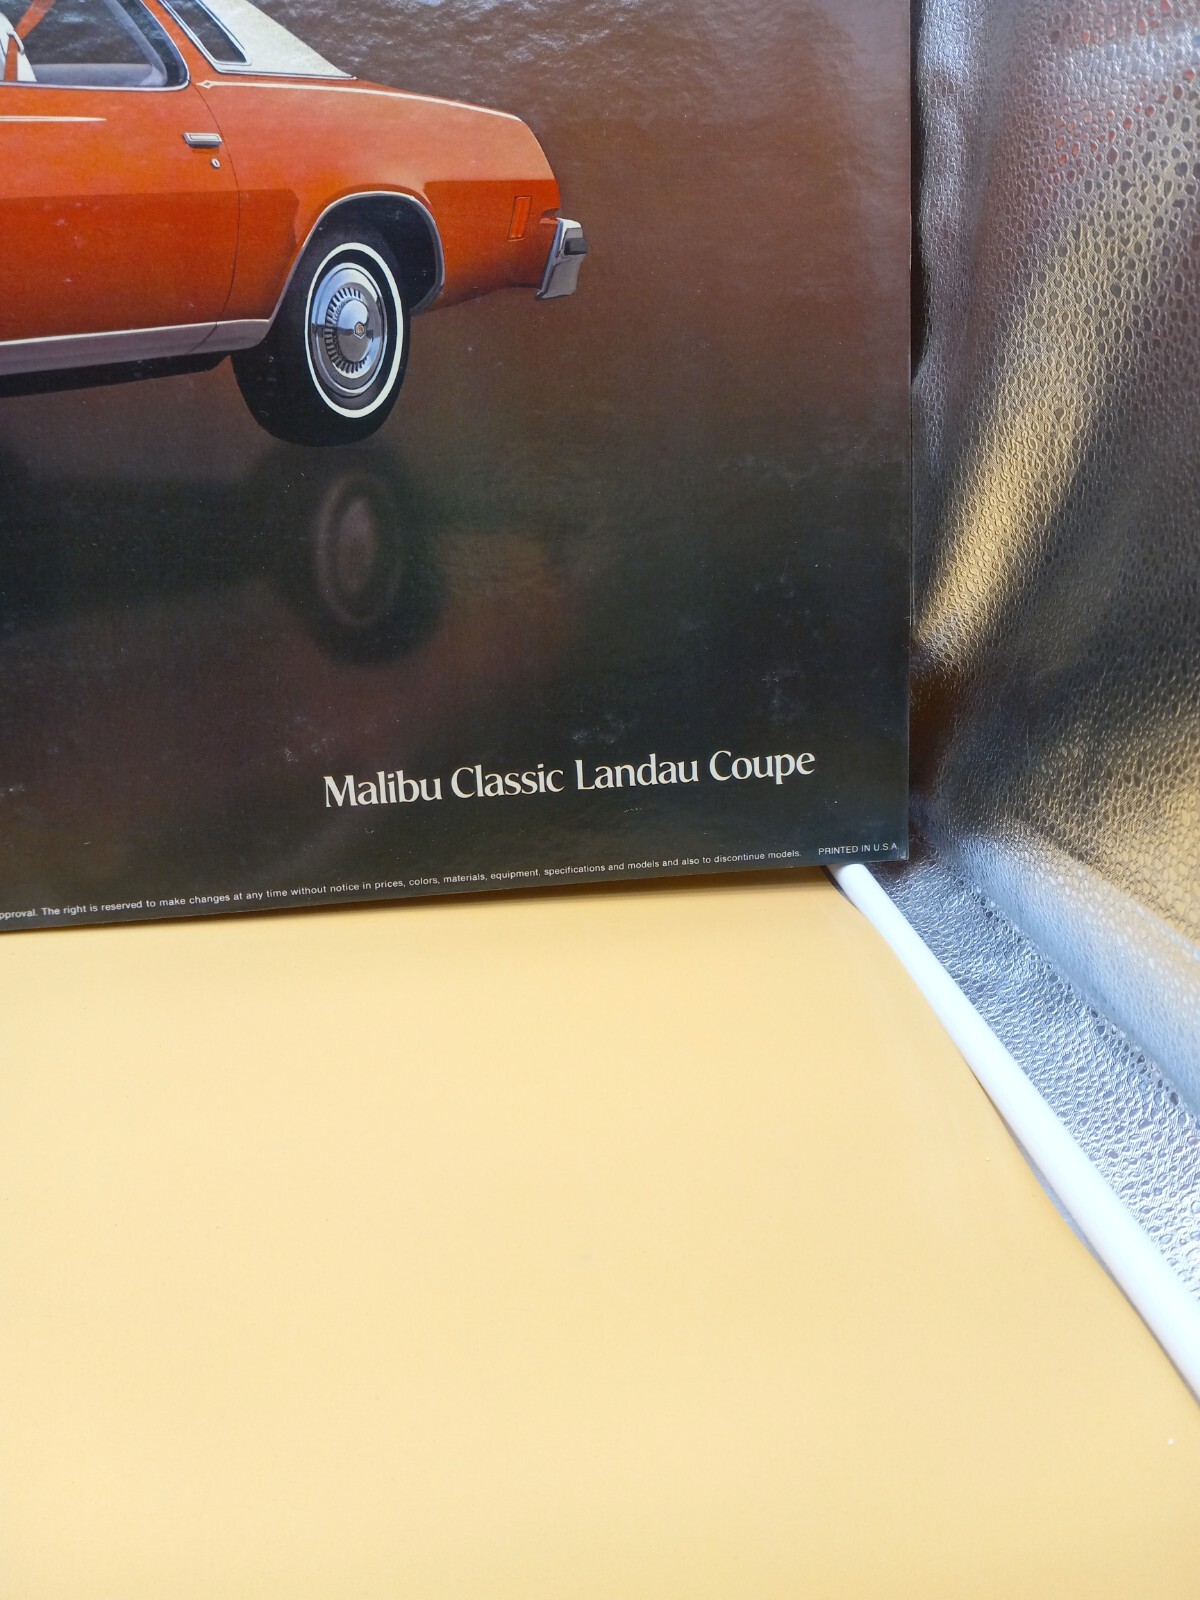 Malibu Classic Landau Coupe
pproval. The right is reserved to make changes at any time without notice in prices, colors, materials, equipment, specifications and models and also to discontinue models. PRINTED IN U.S.A.